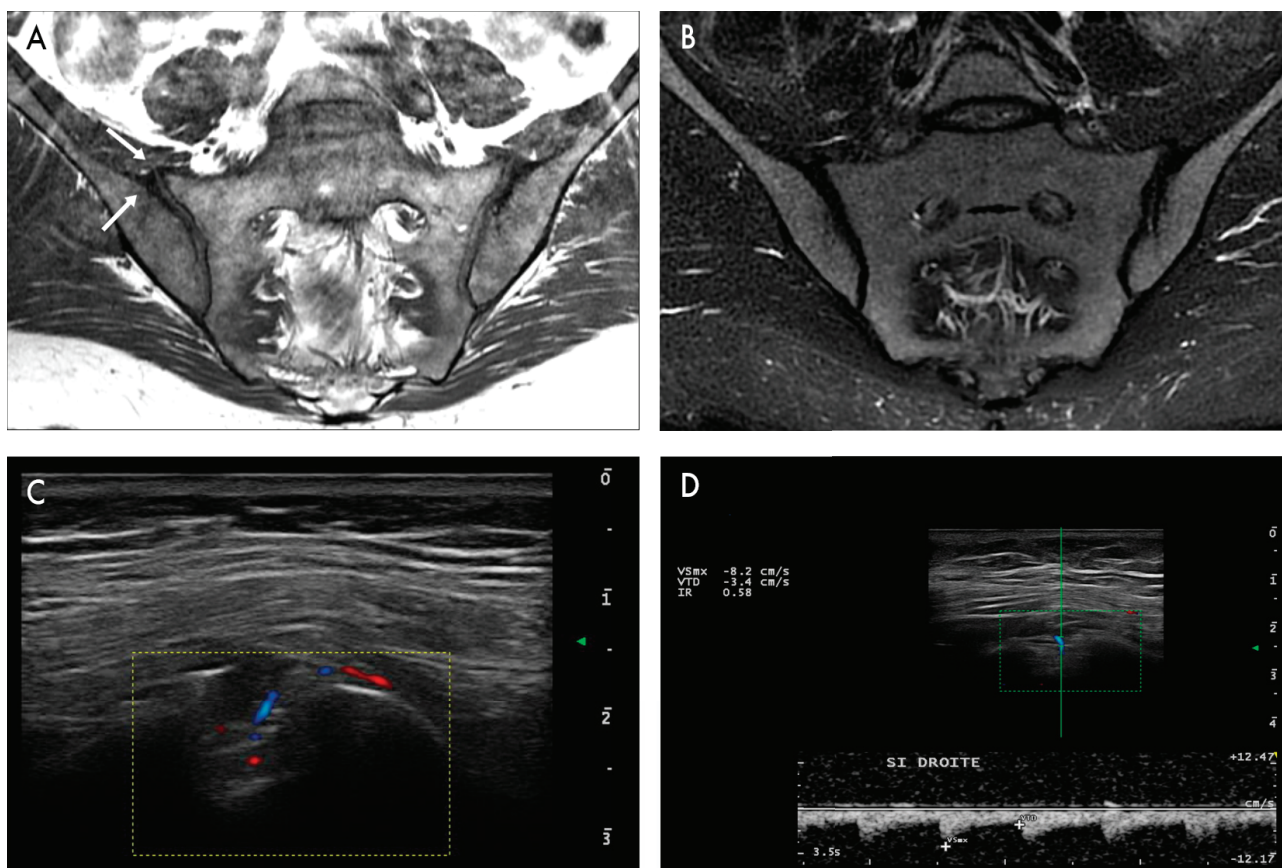 A
B
C
0
1
2
3
D
VSmx -8.2 cm/s
VTD -3.4 cm/s
IR 0.58
0
1
2
3
4
SI DROITE
+12.47
cm/s
VTD
VSmx
3.5s
-12.17